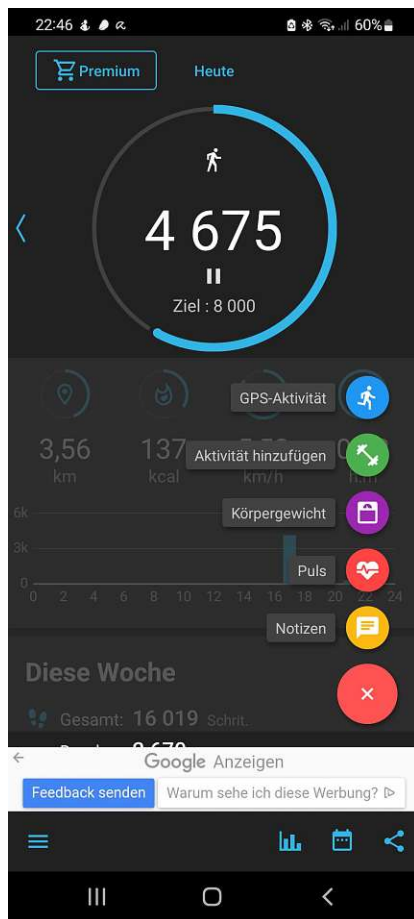 22:46 60%
Premium Heute
4 675
Ziel : 8 000
GPS-Aktivität
3,56 137
Aktivität hinzufügen
km kcal km/h h:m
6k
Körpergewicht
3k
Puls
0
0 2 4 6 8 10 12 14 16 18 20 22 24
Notizen
Diese Woche
Gesamt: 16 019 Schrit.
Google Anzeigen
Feedback senden Warum sehe ich diese Werbung?